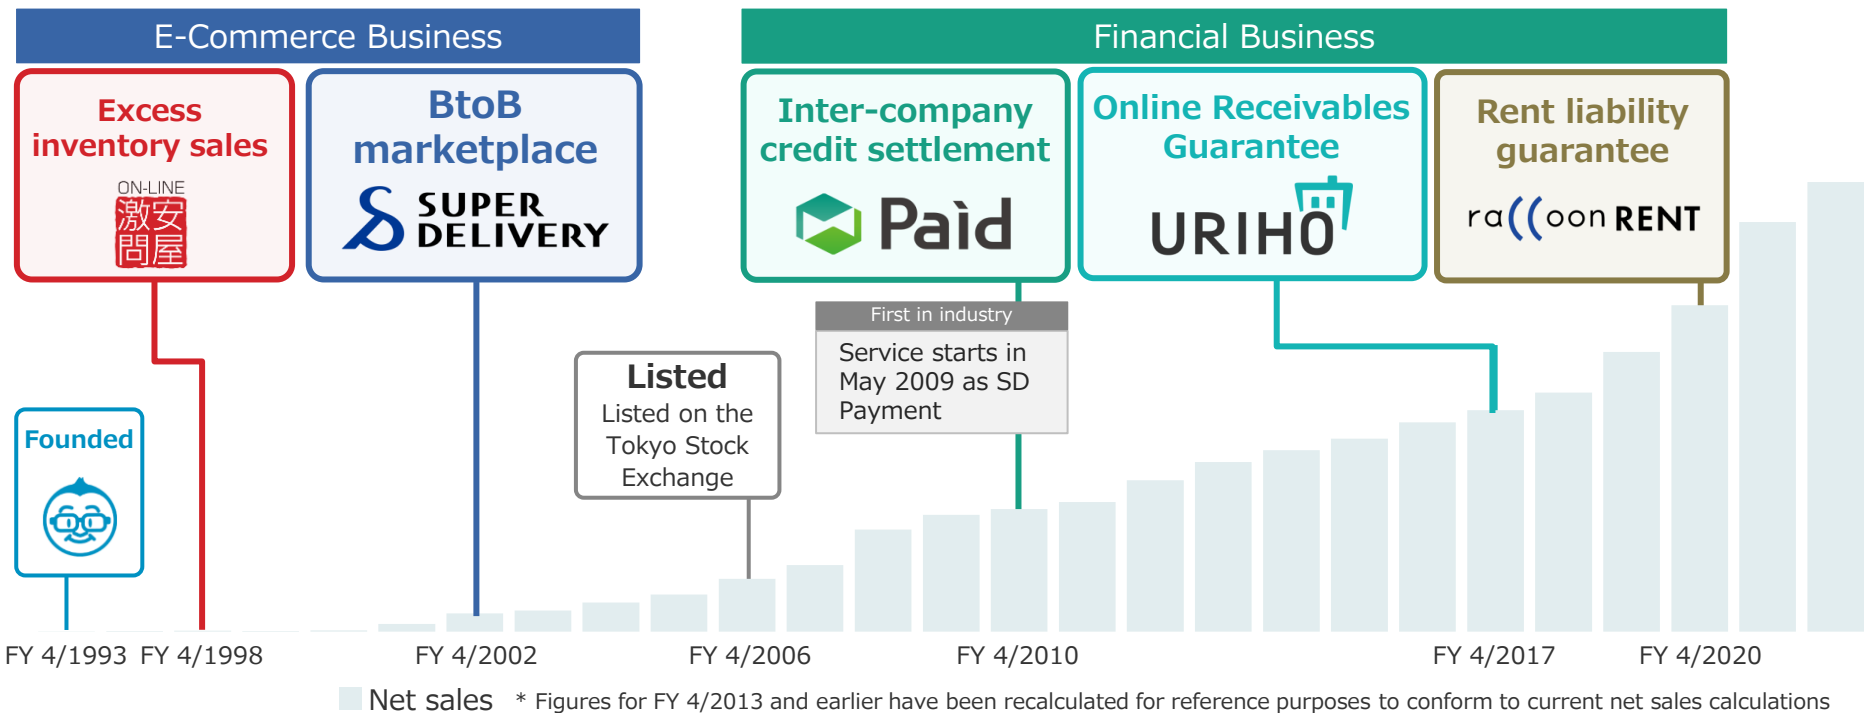 E-Commerce Business
Financial Business
Excess
inventory sales
ON-LINE
激安
問屋
BtoB
marketplace
SUPER
DELIVERY
Inter-company
credit settlement
Paid
Online Receivables
Guarantee
URIHO
Rent liability
guarantee
raccoon RENT
First in industry
Service starts in
May 2009 as SD
Payment
Listed
Listed on the
Tokyo Stock
Exchange
Founded
FY 4/1993 FY 4/1998 FY 4/2002 FY 4/2006 FY 4/2010 FY 4/2017 FY 4/2020
Net sales * Figures for FY 4/2013 and earlier have been recalculated for reference purposes to conform to current net sales calculations